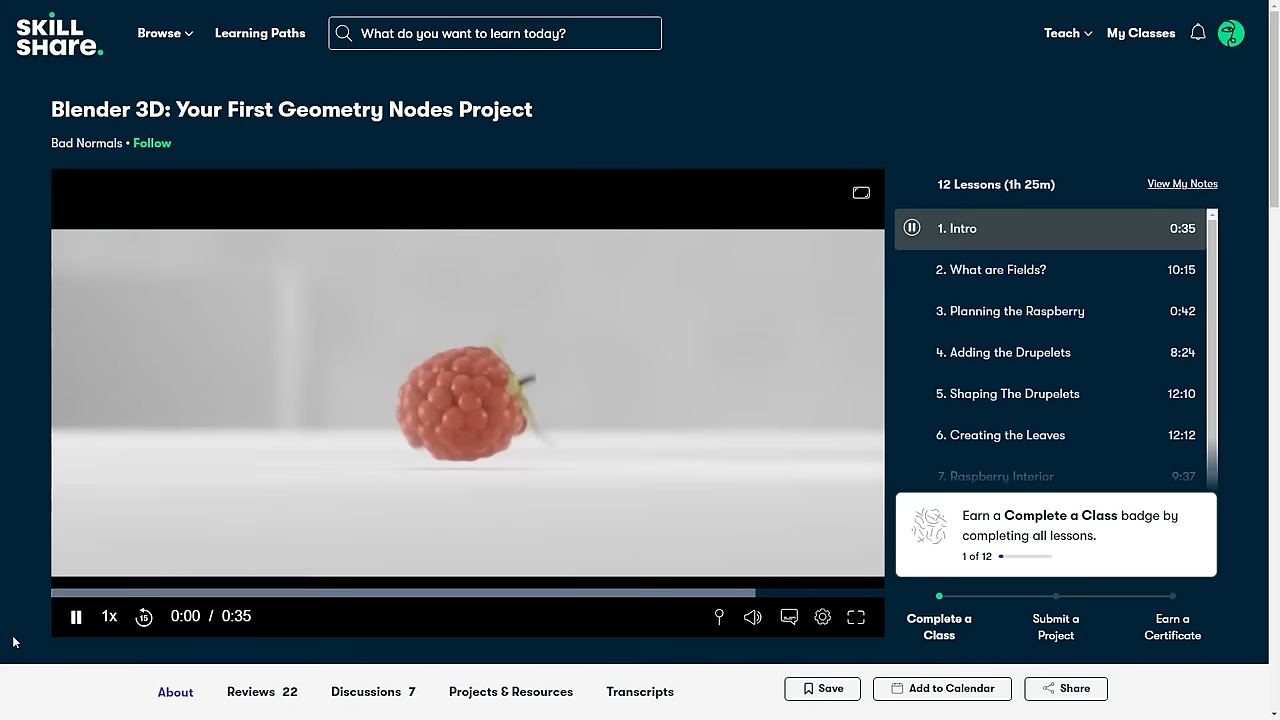 SKILL
SHARE.
Browse
Learning Paths
What do you want to learn today?
Teach
My Classes
Blender 3D: Your First Geometry Nodes Project
Bad Normals • Follow
12 Lessons (1h 25m)
View My Notes
1. Intro 0:35
2. What are Fields? 10:15
3. Planning the Raspberry 0:42
4. Adding the Drupelets 8:24
5. Shaping The Drupelets 12:10
6. Creating the Leaves 12:12
7. Raspberry Interior 9:37
Earn a Complete a Class badge by
completing all lessons.
1 of 12
1x 15 0:00 / 0:35
Complete a
Class
Submit a
Project
Earn a
Certificate
About
Reviews 22
Discussions 7
Projects & Resources
Transcripts
Save
Add to Calendar
Share